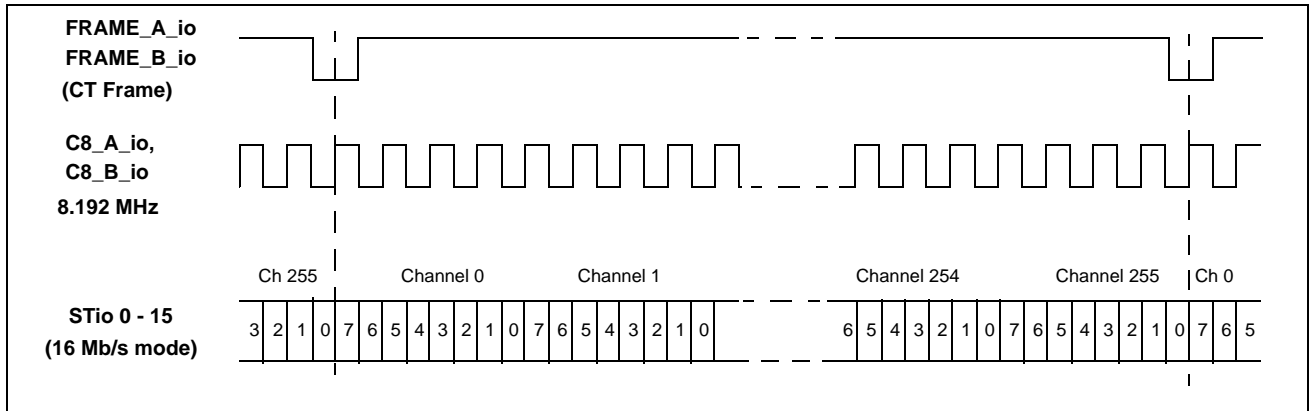 FRAME_A_io
FRAME_B_io
(CT Frame)
C8_A_io,
C8_B_io
8.192 MHz
Ch 255 Channel 0 Channel 1 Channel 254 Channel 255 Ch 0
STio 0 - 15
(16 Mb/s mode)
3 2 1 0 7 6 5 4 3 2 1 0 7 6 5 4 3 2 1 0 6 5 4 3 2 1 0 7 6 5 4 3 2 1 0 7 6 5